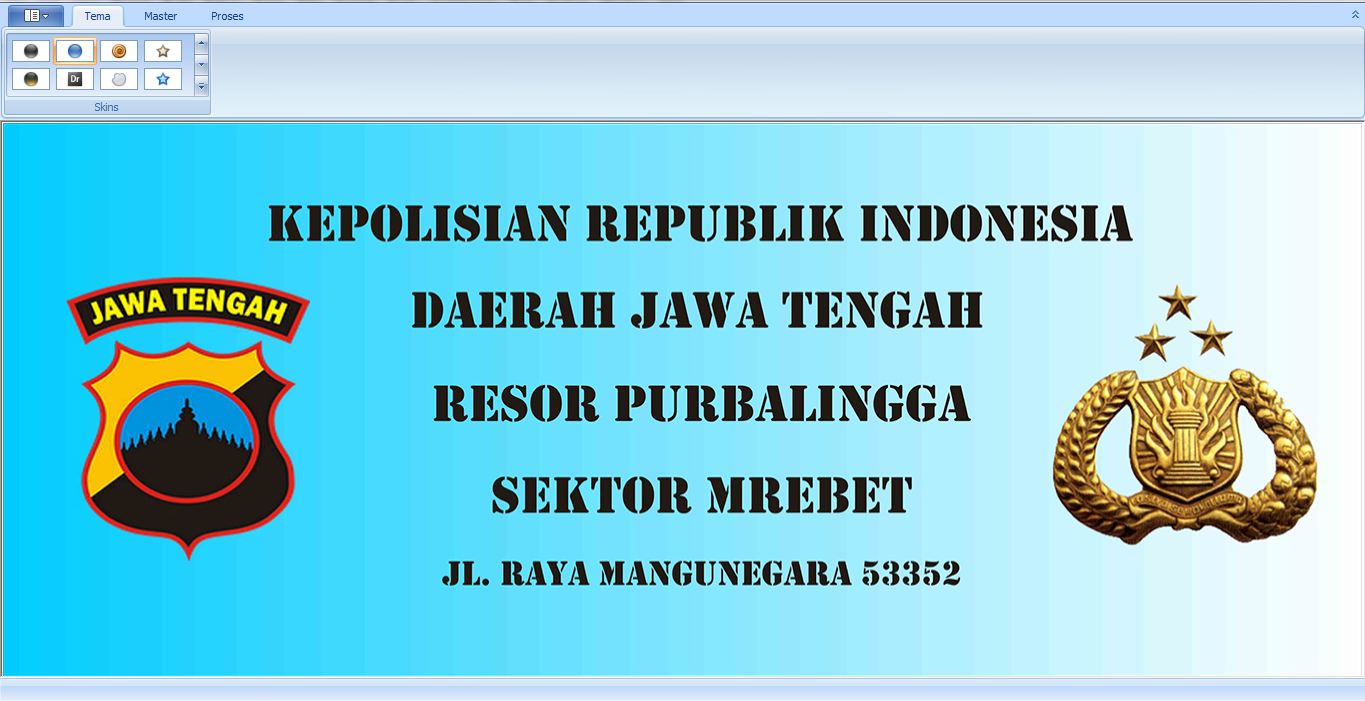 Tema Master Proses
Dr
Skins
KEPOLISIAN REPUBLIK INDONESIA
JAWA TENGAH
DAERAH JAWA TENGAH
RESOR PURBALINGGA
SEKTOR MREBET
JL. RAYA MANGUNEGARA 53352